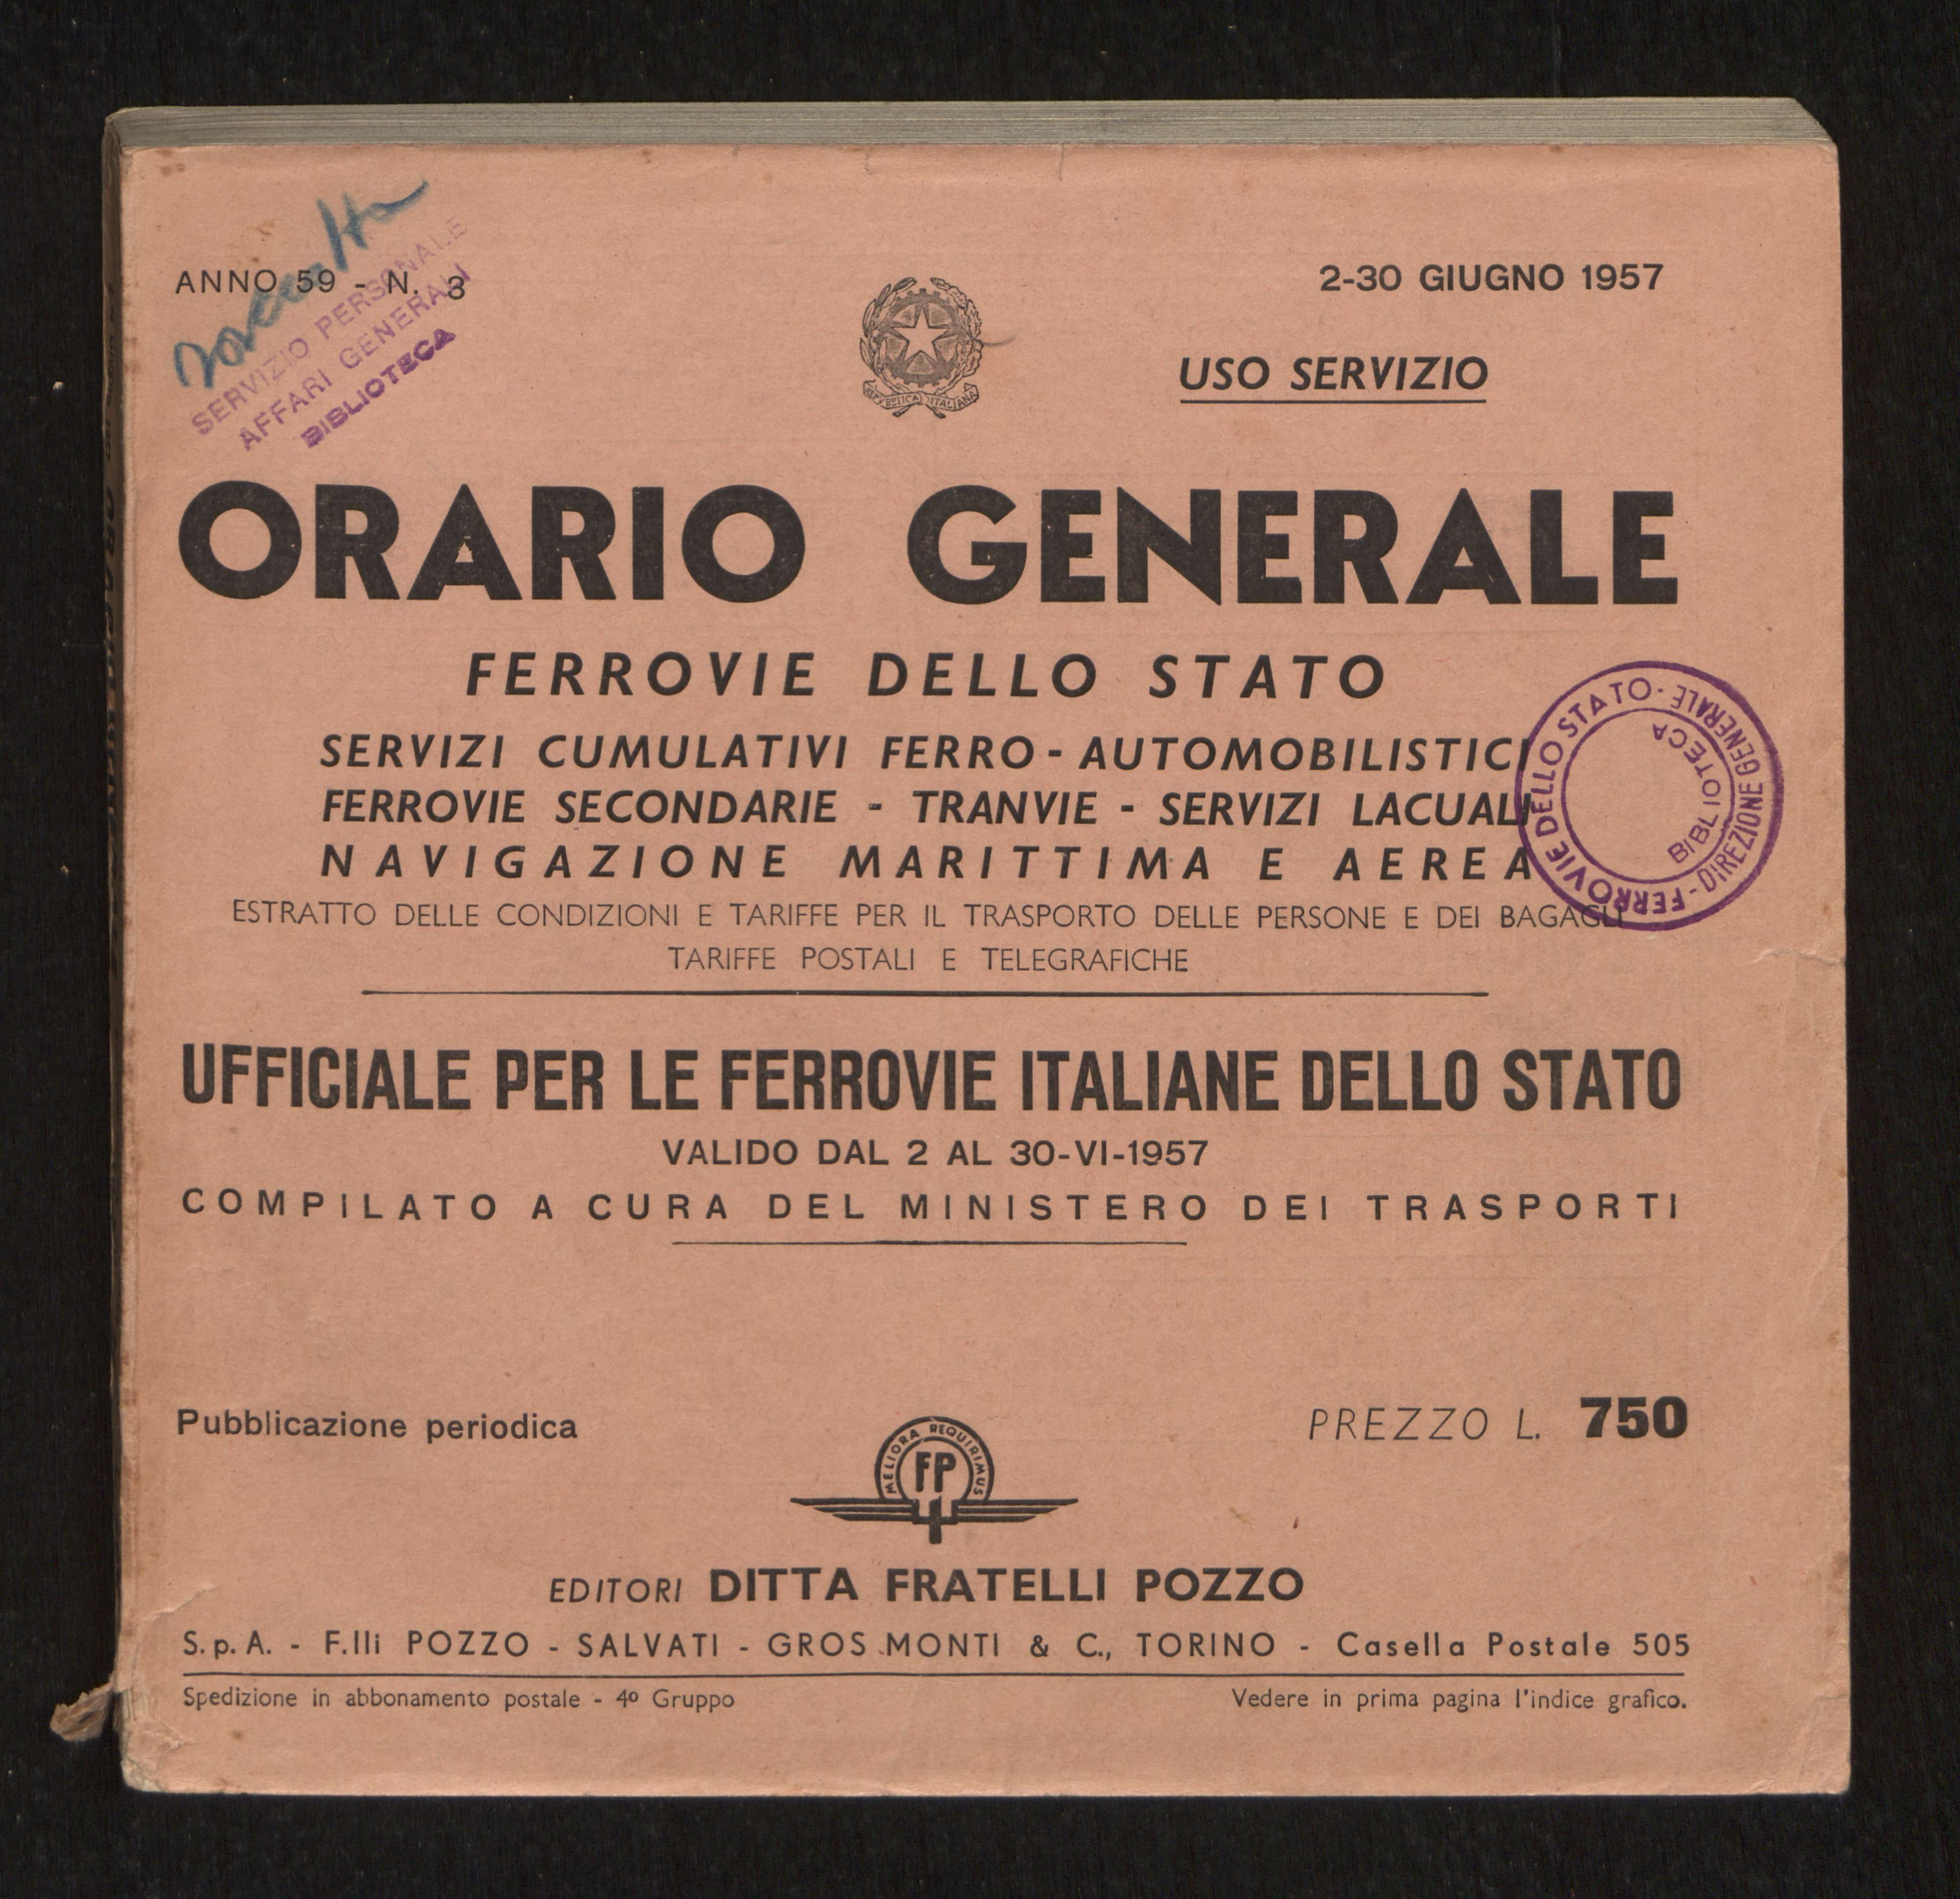 ANNO 59 - N. 3
2-30 GIUGNO 1957
SERVIZIO PERSONALE
AFFARI GENERALI
BIBLIOTECA
REPUBBLICA ITALIANA
USO SERVIZIO
ORARIO GENERALE
FERROVIE DELLO STATO
SERVIZI CUMULATIVI FERRO-AUTOMOBILISTICI
FERROVIE SECONDARIE - TRANVIE - SERVIZI LACUALI
NAVIGAZIONE MARITTIMA E AEREA
FERROVIE DELLO STATO - DIREZIONE GENERALE -
BIBLIOTECA
ESTRATTO DELLE CONDIZIONI E TARIFFE PER IL TRASPORTO DELLE PERSONE E DEI BAGAGLI
TARIFFE POSTALI E TELEGRAFICHE
UFFICIALE PER LE FERROVIE ITALIANE DELLO STATO
VALIDO DAL 2 AL 30-VI-1957
COMPILATO A CURA DEL MINISTERO DEI TRASPORTI
Pubblicazione periodica
PREZZO L. 750
MELIORA REQUIRIMUS
FP
EDITORI DITTA FRATELLI POZZO
S.p.A. - F.lli POZZO - SALVATI - GROS MONTI & C., TORINO - Casella Postale 505
Spedizione in abbonamento postale - 4º Gruppo
Vedere in prima pagina l'indice grafico.